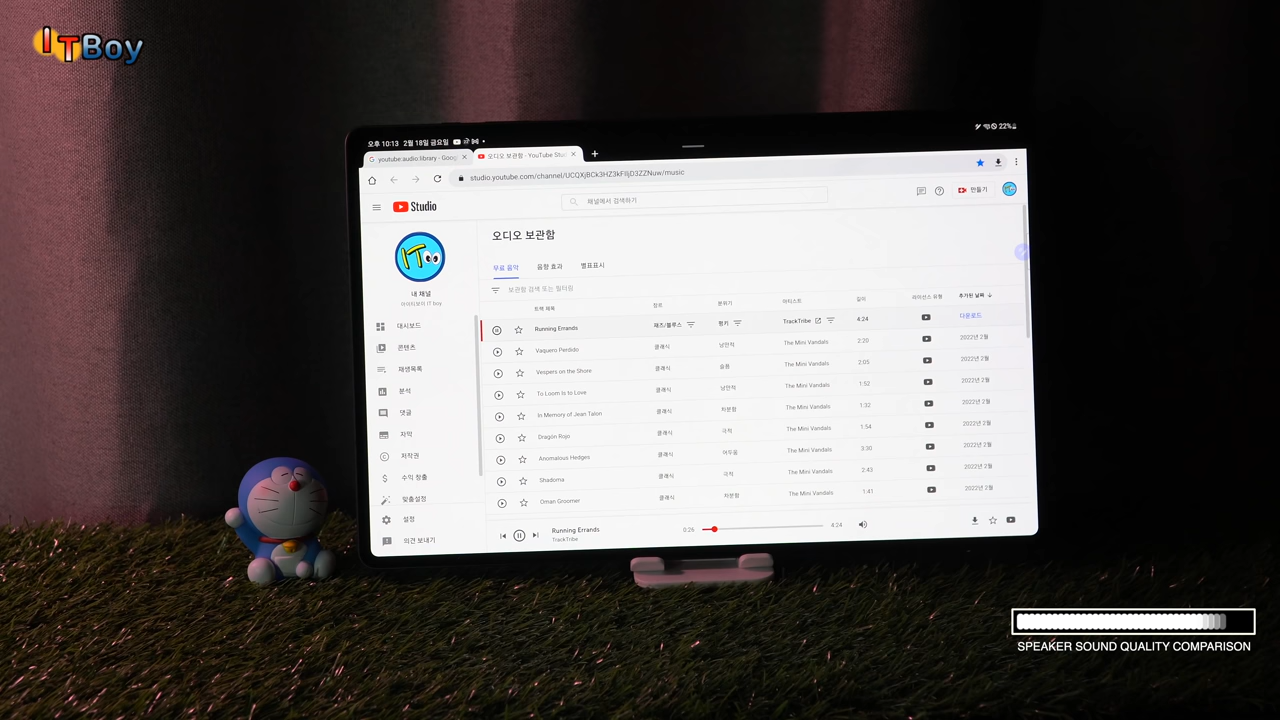 ITBoy
오후 10:13 2월 18일 금요일
22%
youtube audio library - Goog
오디오 보관함 - YouTube Stu
studio.youtube.com/channel/UCQXjBCk3HZ3kFIljD3ZZNuw/music
Studio
채널에서 검색하기
만들기
오디오 보관함
무료 음악 음향 효과 별표표시
보관함 검색 또는 필터링
내 채널
아이티보이 IT boy
대시보드
콘텐츠
재생목록
분석
댓글
자막
저작권
수익 창출
맞춤설정
설정
의견 보내기
트랙 제목 장르 분위기 아티스트 길이 라이선스 유형 추가된 날짜
Running Errands 재즈/블루스 펑키 TrackTribe 4:24 다운로드
Vaquero Perdido 클래식 낭만적 The Mini Vandals 2:20 2022년 2월
Vespers on the Shore 클래식 슬픔 The Mini Vandals 2:05 2022년 2월
To Loom Is to Love 클래식 낭만적 The Mini Vandals 1:52 2022년 2월
In Memory of Jean Talon 클래식 차분함 The Mini Vandals 1:32 2022년 2월
Dragón Rojo 클래식 극적 The Mini Vandals 1:54 2022년 2월
Anomalous Hedges 클래식 어두움 The Mini Vandals 3:30 2022년 2월
Shadorma 클래식 극적 The Mini Vandals 2:43 2022년 2월
Oman Groomer 클래식 차분함 The Mini Vandals 1:41 2022년 2월
Running Errands
TrackTribe
0:26 4:24
SPEAKER SOUND QUALITY COMPARISON